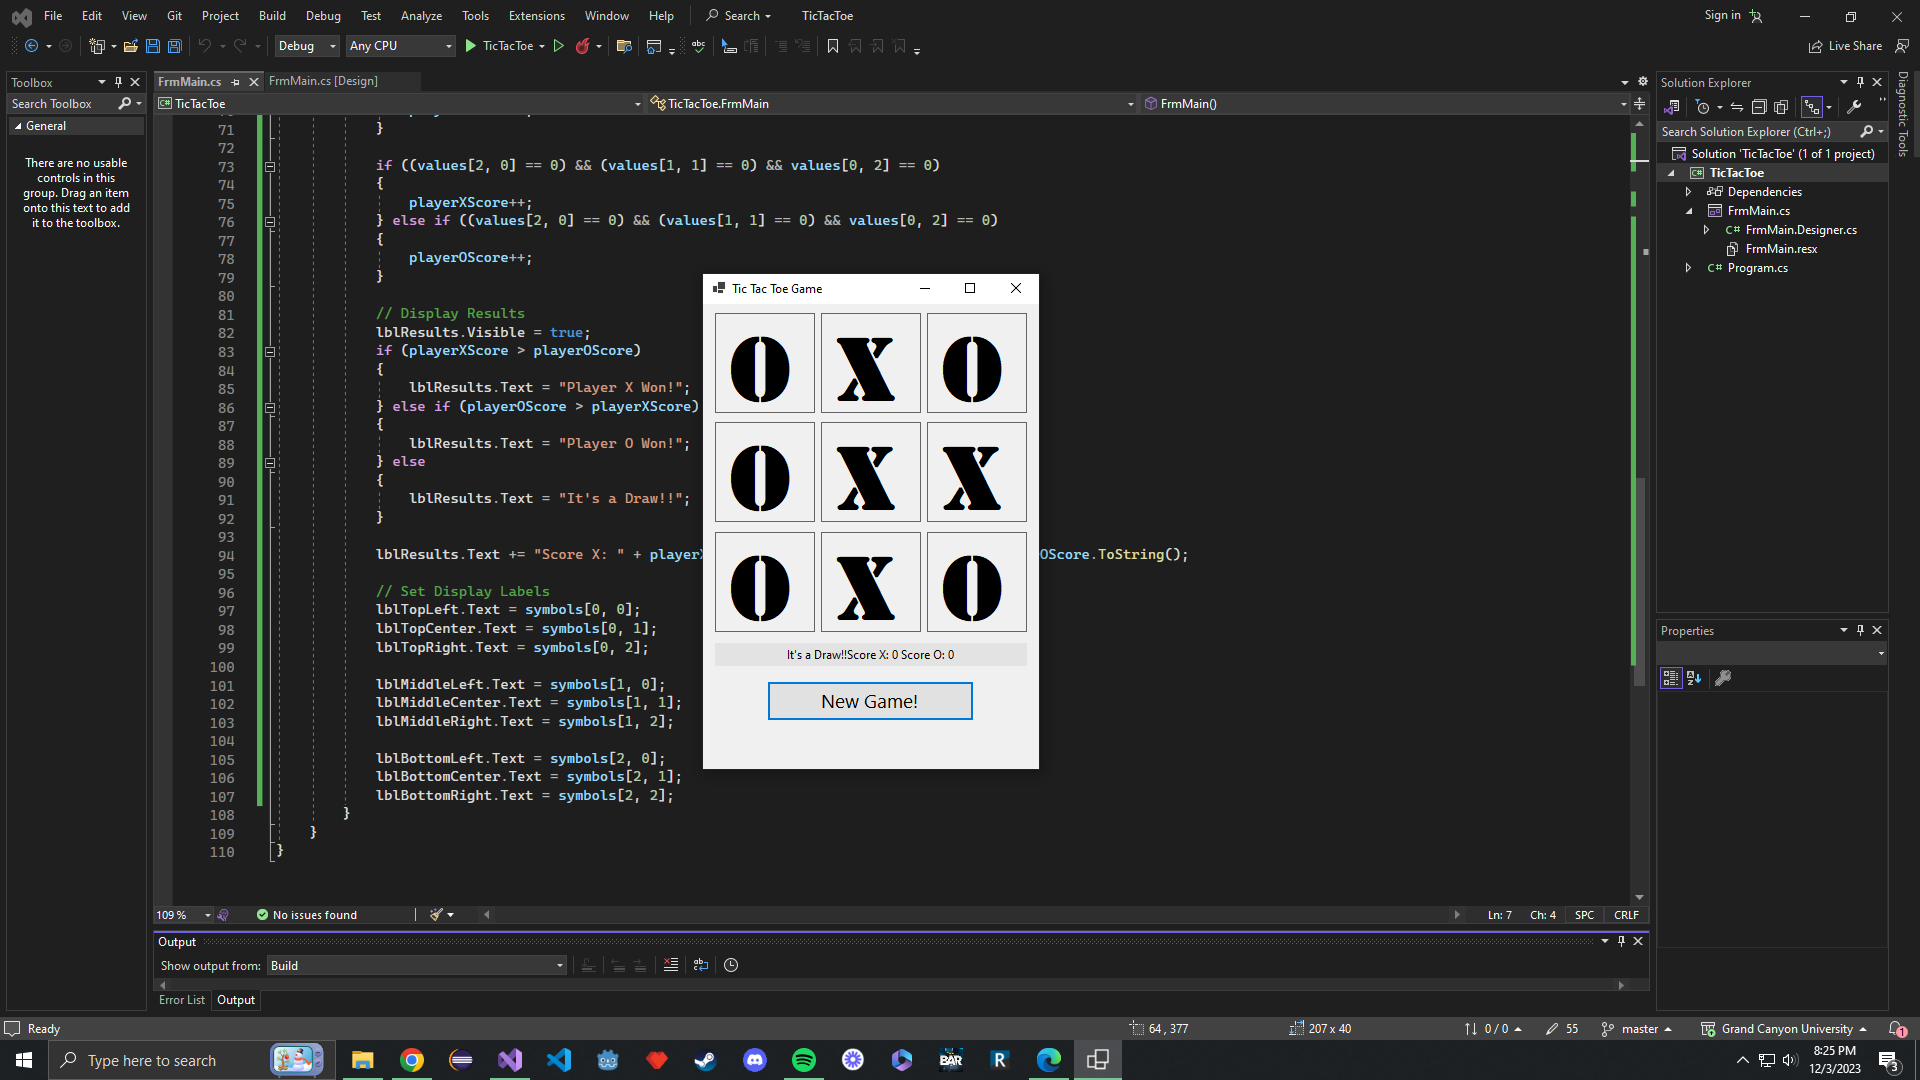 File Edit View Git Project Build Debug Test Analyze Tools Extensions Window Help Search TicTacToe Sign in
Debug Any CPU TicTacToe Live Share
Toolbox
Search Toolbox
General
There are no usable
controls in this
group. Drag an item
onto this text to add
it to the toolbox.
FrmMain.cs FrmMain.cs [Design]
TicTacToe TicTacToe.FrmMain FrmMain()
71 }
72
73 if ((values[2, 0] == 0) && (values[1, 1] == 0) && values[0, 2] == 0)
74 {
75 playerXScore++;
76 } else if ((values[2, 0] == 0) && (values[1, 1] == 0) && values[0, 2] == 0)
77 {
78 playerOScore++;
79 }
80
81 // Display Results
82 lblResults.Visible = true;
83 if (playerXScore > playerOScore)
84 {
85 lblResults.Text = "Player X Won!";
86 } else if (playerOScore > playerXScore)
87 {
88 lblResults.Text = "Player O Won!";
89 } else
90 {
91 lblResults.Text = "It's a Draw!!";
92 }
93
94 lblResults.Text += "Score X: " + playerX OScore.ToString();
95
96 // Set Display Labels
97 lblTopLeft.Text = symbols[0, 0];
98 lblTopCenter.Text = symbols[0, 1];
99 lblTopRight.Text = symbols[0, 2];
100
101 lblMiddleLeft.Text = symbols[1, 0];
102 lblMiddleCenter.Text = symbols[1, 1];
103 lblMiddleRight.Text = symbols[1, 2];
104
105 lblBottomLeft.Text = symbols[2, 0];
106 lblBottomCenter.Text = symbols[2, 1];
107 lblBottomRight.Text = symbols[2, 2];
108 }
109 }
110 }
Tic Tac Toe Game
O X O
O X X
O X O
It's a Draw!!Score X: 0 Score O: 0
New Game!
109 % No issues found Ln: 7 Ch: 4 SPC CRLF
Output
Show output from: Build
Error List Output
Solution Explorer
Search Solution Explorer (Ctrl+;)
Solution 'TicTacToe' (1 of 1 project)
TicTacToe
Dependencies
FrmMain.cs
FrmMain.Designer.cs
FrmMain.resx
Program.cs
Diagnostic Tools
Properties
Ready 64 , 377 207 x 40 0 / 0 55 master Grand Canyon University 1
Type here to search
BAR
R
8:25 PM
12/3/2023
3